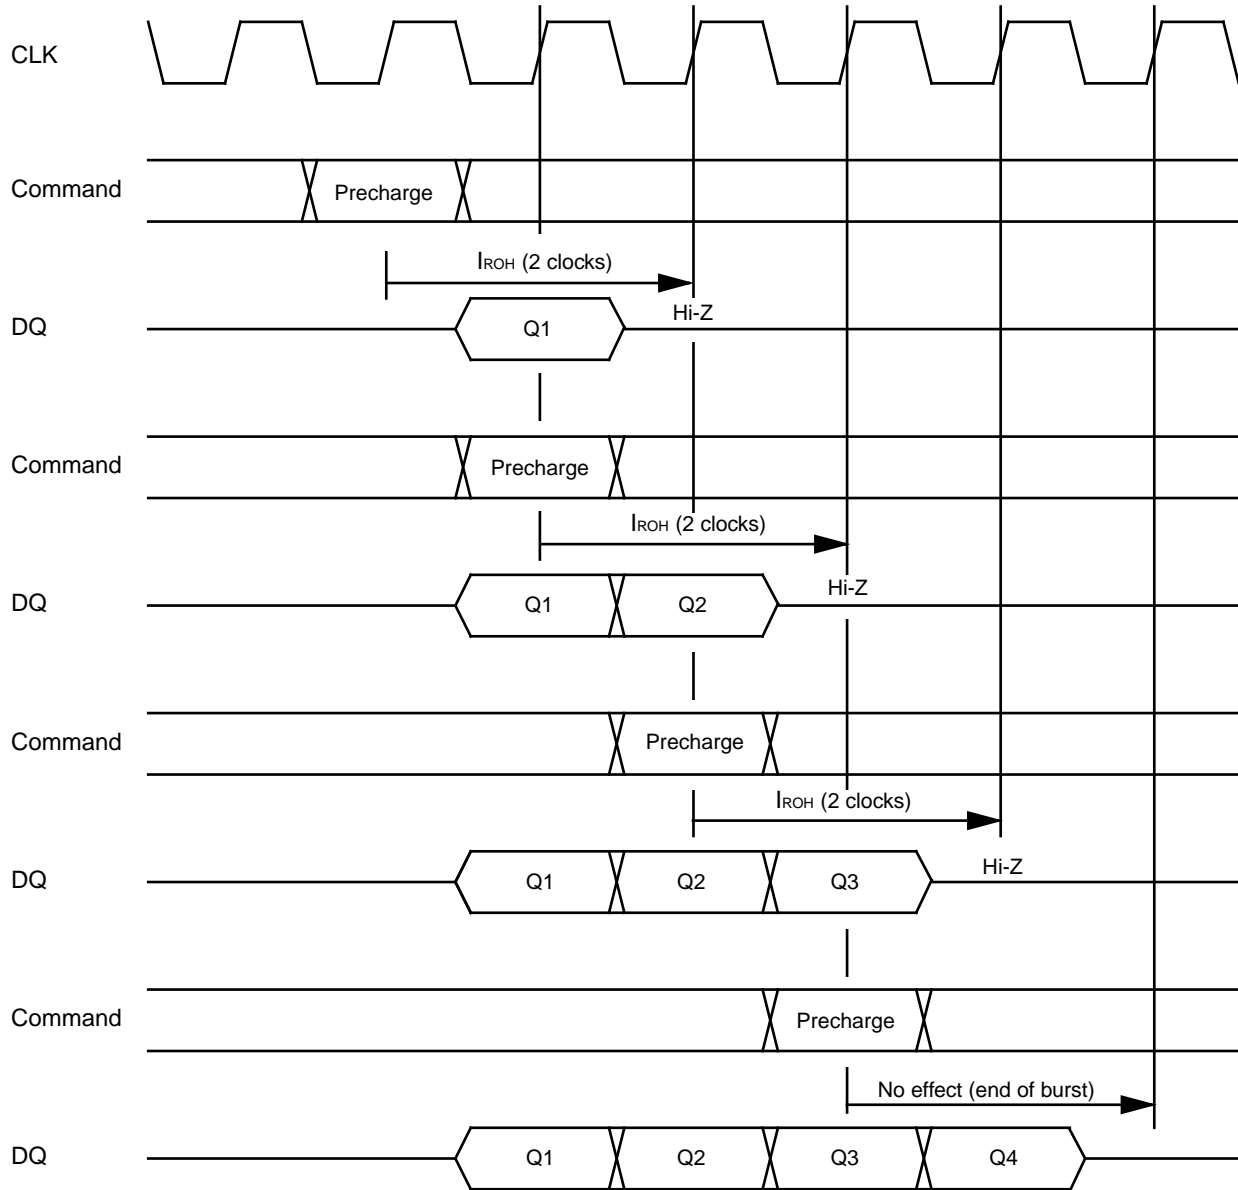 CLK
Command
Precharge
IROH (2 clocks)
DQ
Q1
Hi-Z
Command
Precharge
IROH (2 clocks)
DQ
Q1
Q2
Hi-Z
Command
Precharge
IROH (2 clocks)
DQ
Q1
Q2
Q3
Hi-Z
Command
Precharge
No effect (end of burst)
DQ
Q1
Q2
Q3
Q4